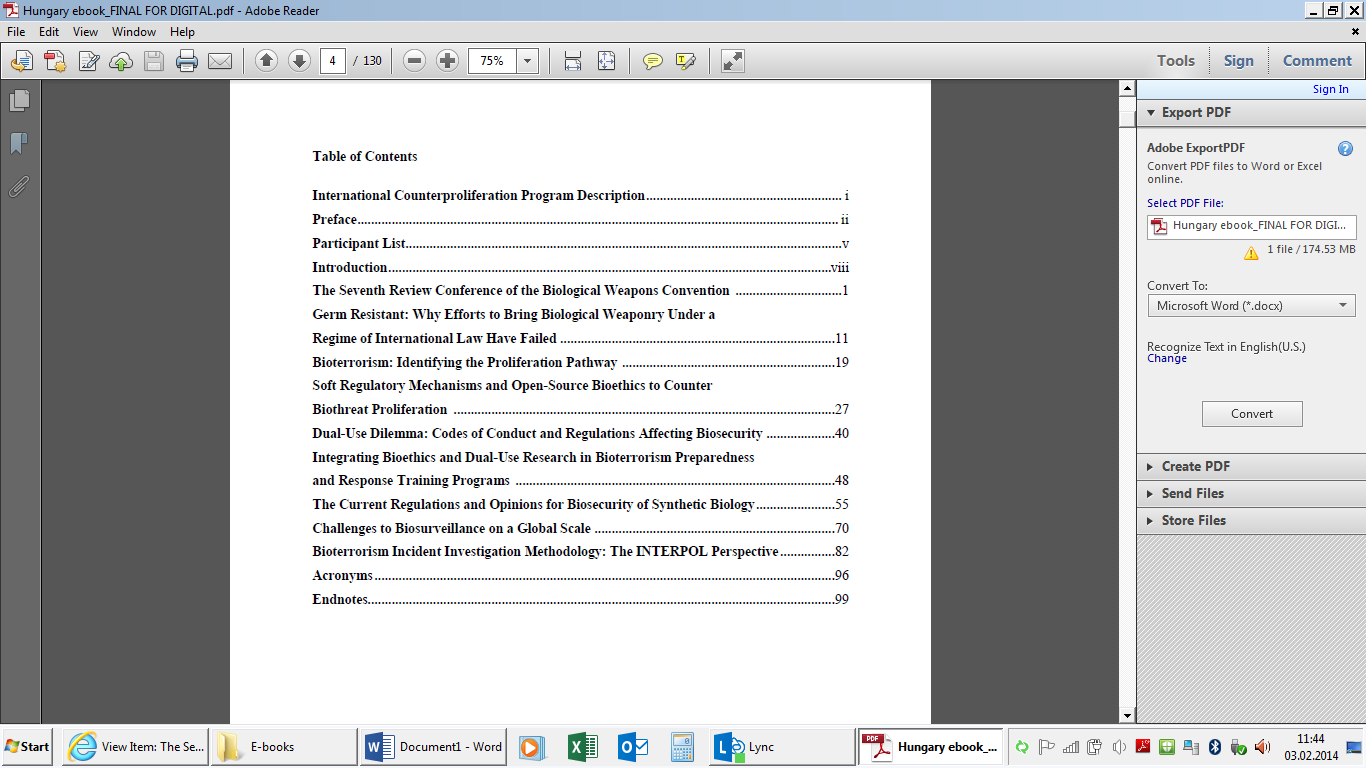 Hungary ebook_FINAL FOR DIGITAL.pdf - Adobe Reader
File Edit View Window Help
4 / 130 75% Tools Sign Comment
Sign In
Table of Contents
International Counterproliferation Program Description.......................................................... i
Preface................................................................................................................................ ii
Participant List.................................................................................................................v
Introduction...................................................................................................................viii
The Seventh Review Conference of the Biological Weapons Convention ...............................1
Germ Resistant: Why Efforts to Bring Biological Weaponry Under a
Regime of International Law Have Failed .................................................................................11
Bioterrorism: Identifying the Proliferation Pathway ...............................................................19
Soft Regulatory Mechanisms and Open-Source Bioethics to Counter
Biothreat Proliferation ................................................................................................................27
Dual-Use Dilemma: Codes of Conduct and Regulations Affecting Biosecurity ....................40
Integrating Bioethics and Dual-Use Research in Bioterrorism Preparedness
and Response Training Programs ..............................................................................................48
The Current Regulations and Opinions for Biosecurity of Synthetic Biology.......................55
Challenges to Biosurveillance on a Global Scale .......................................................................70
Bioterrorism Incident Investigation Methodology: The INTERPOL Perspective................82
Acronyms........................................................................................................................................96
Endnotes.........................................................................................................................................99
Export PDF
Adobe ExportPDF
Convert PDF files to Word or Excel
online.
Select PDF File:
Hungary ebook_FINAL FOR DIGI...
1 file / 174.53 MB
Convert To:
Microsoft Word (*.docx)
Recognize Text in English(U.S.)
Change
Convert
Create PDF
Send Files
Store Files
Start View Item: The Se... E-books Document1 - Word Lync Hungary ebook_...
11:44
03.02.2014